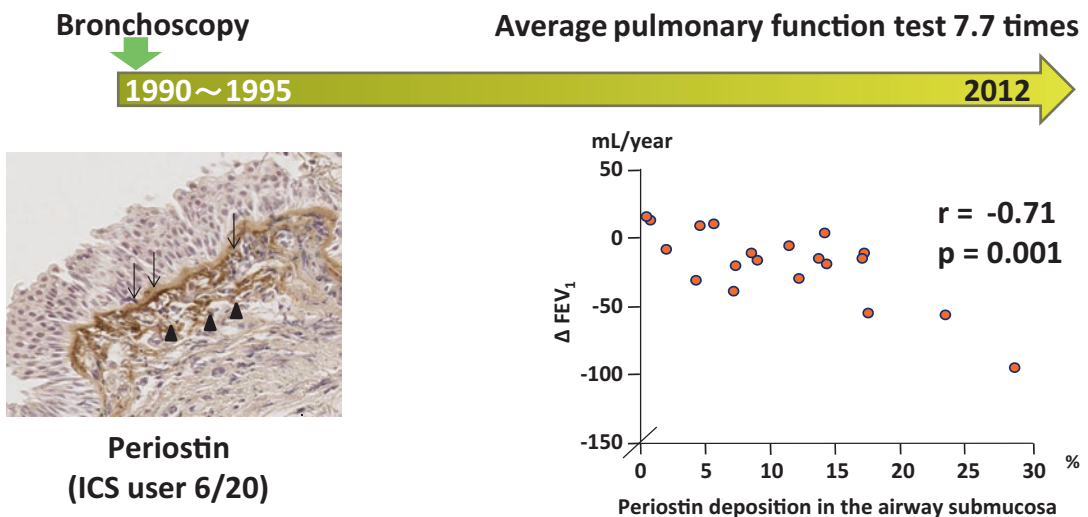 Bronchoscopy
Average pulmonary function test 7.7 times
1990～1995
2012
Periostin
(ICS user 6/20)
mL/year
50
0
-50
-100
-150
Δ FEV1
r = -0.71
p = 0.001
0 5 10 15 20 25 30 %
Periostin deposition in the airway submucosa